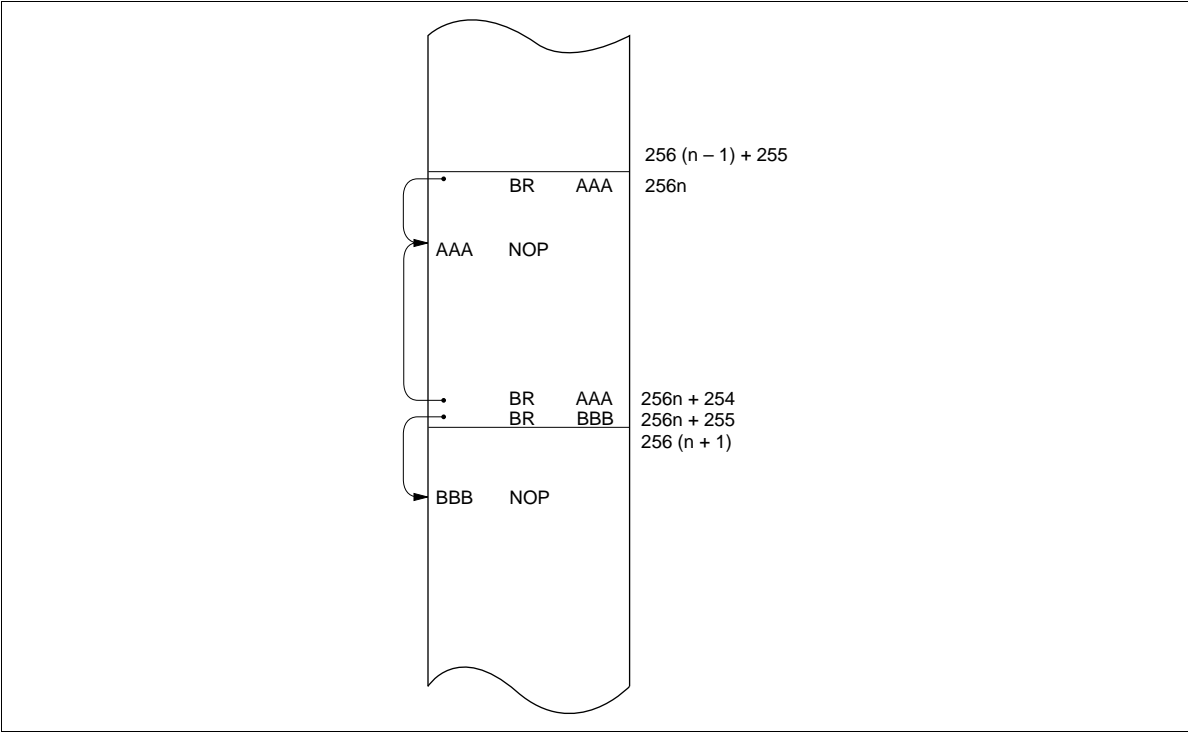 256 (n – 1) + 255
BR AAA 256n
AAA NOP
BR AAA 256n + 254
BR BBB 256n + 255
256 (n + 1)
BBB NOP